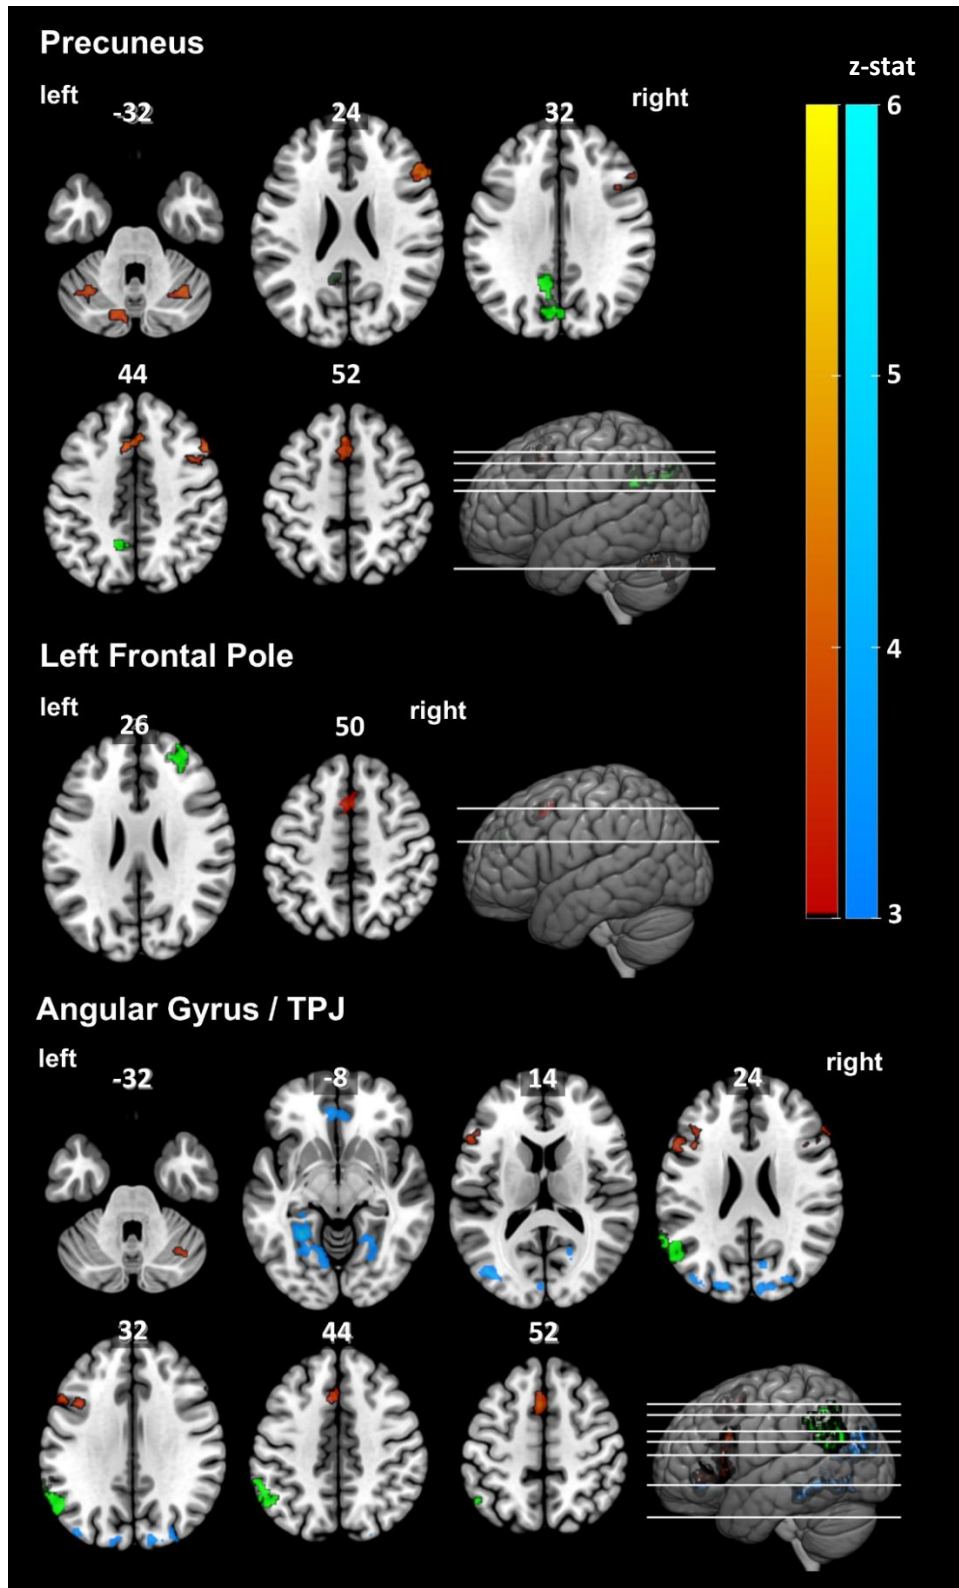 Precuneus
z-stat
left
right
-32
24
32
6
44
52
5
4
Left Frontal Pole
left
right
26
50
3
Angular Gyrus / TPJ
left
right
-32
-8
14
24
32
44
52